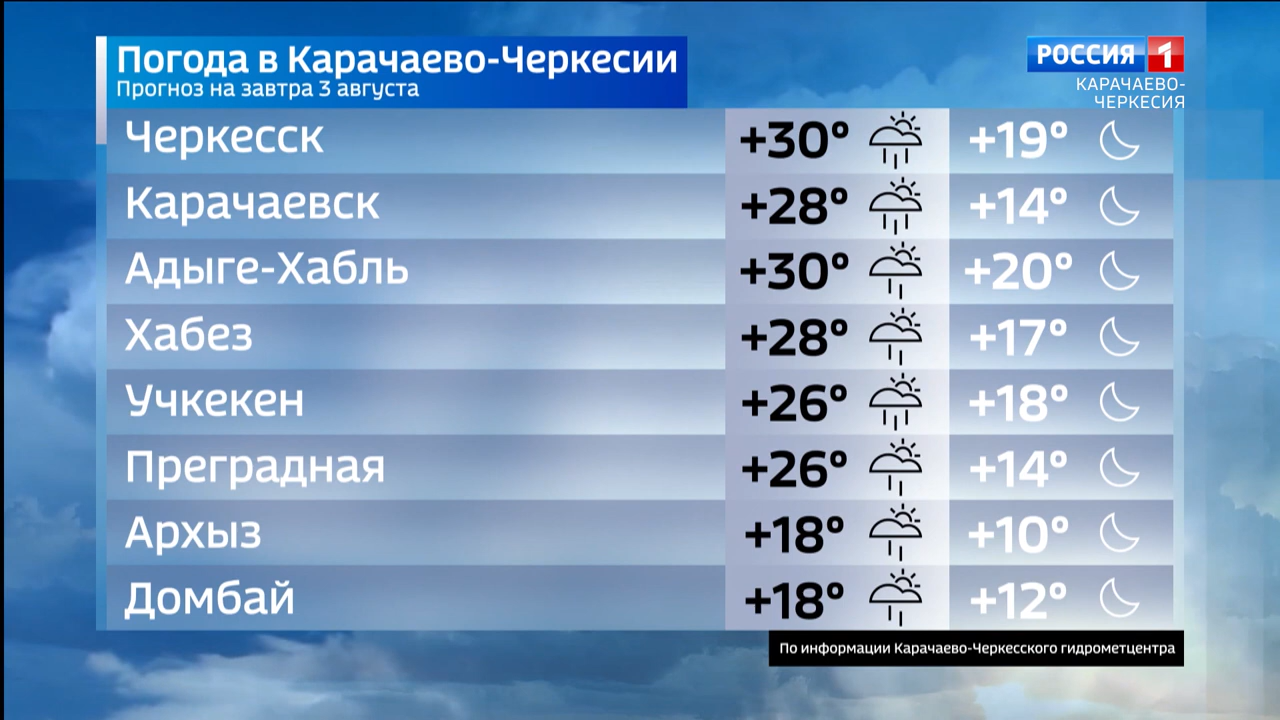 Погода в Карачаево-Черкесии
Прогноз на завтра 3 августа
РОССИЯ 1
КАРАЧАЕВО-
ЧЕРКЕСИЯ
Черкесск +30° +19°
Карачаевск +28° +14°
Адыге-Хабль +30° +20°
Хабез +28° +17°
Учкекен +26° +18°
Преградная +26° +14°
Архыз +18° +10°
Домбай +18° +12°
По информации Карачаево-Черкесского гидрометцентра